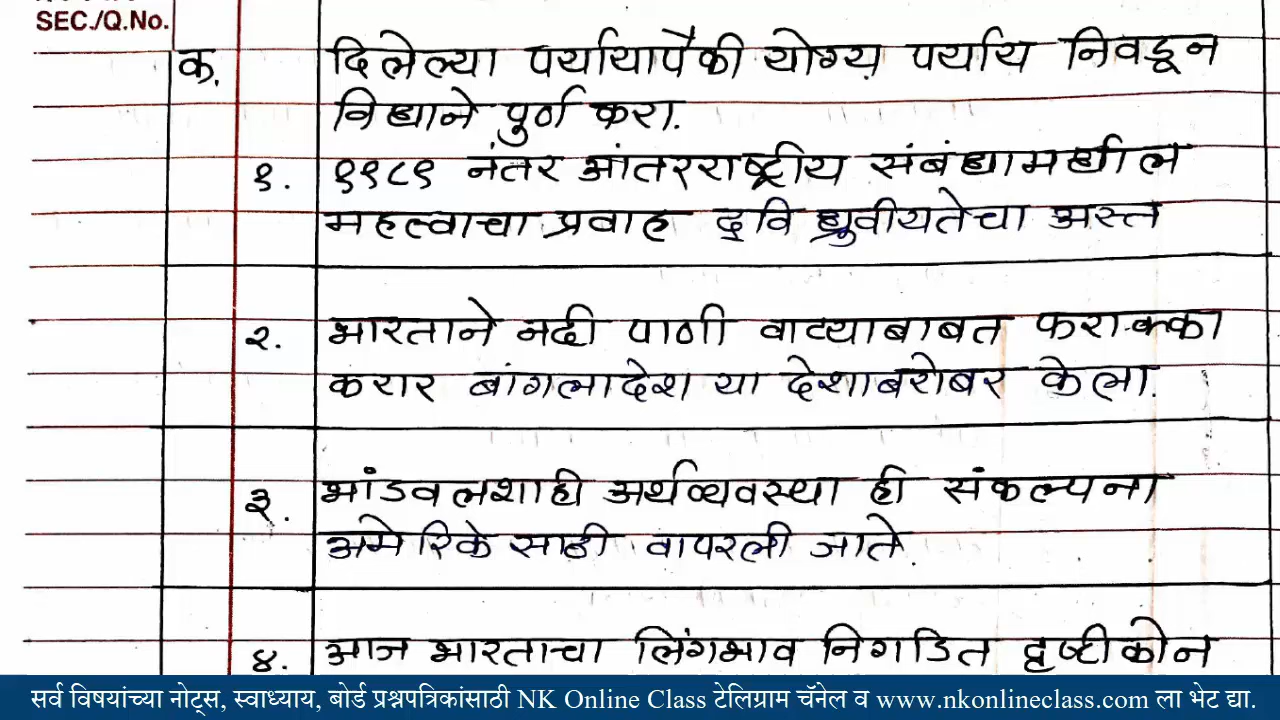 SEC./Q.No.
क. दिलेल्या पर्यायापैकी योग्य पर्याय निवडून
विधाने पुर्ण करा.
१. १९८९ नंतर आंतरराष्ट्रीय संबंधामधील
महत्वाचा प्रवाह द्वि ध्रुवीयतेचा अस्त
२. भारताने नदी पाणी वाटपाबाबत फराक्का
करार बांगलादेश या देशाबरोबर केला.
३. भांडवलशाही अर्थव्यवस्था ही संकल्पना
अमेरिके साठी वापरली जाते.
४. आज भारताचा लिंगभाव निगडित दृष्टीकोन
सर्व विषयांच्या नोट्स, स्वाध्याय, बोर्ड प्रश्नपत्रिकांसाठी NK Online Class टेलिग्राम चॅनेल व www.nkonlineclass.com ला भेट द्या.